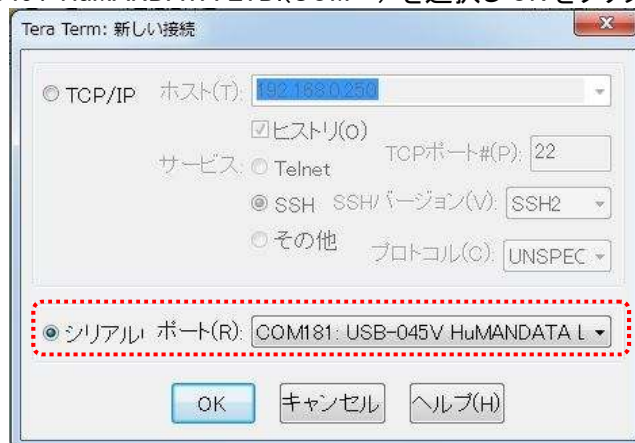 Tera Term: 新しい接続
TCP/IP ホスト(T): 192.168.0.250
ヒストリ(O)
サービス: Telnet TCPポート#(P): 22
SSH SSHバージョン(V): SSH2
その他 プロトコル(C): UNSPEC
シリアル ポート(R): COM181: USB-045V HuMANDATA L
OK キャンセル ヘルプ(H)